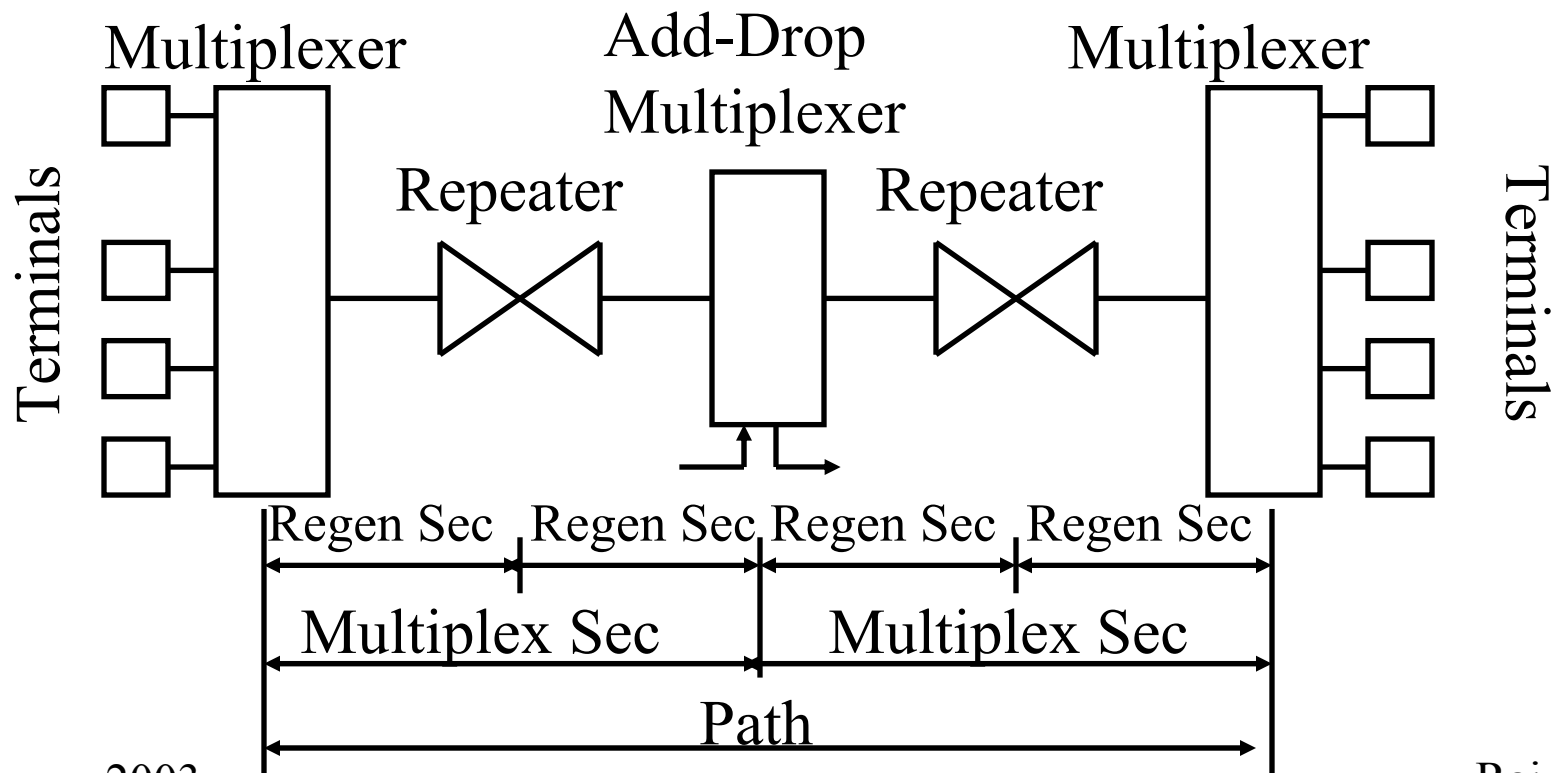 Multiplexer
Add-Drop
Multiplexer
Multiplexer
Terminals
Repeater
Repeater
Terminals
Regen Sec
Regen Sec
Regen Sec
Regen Sec
Multiplex Sec
Multiplex Sec
Path
2003